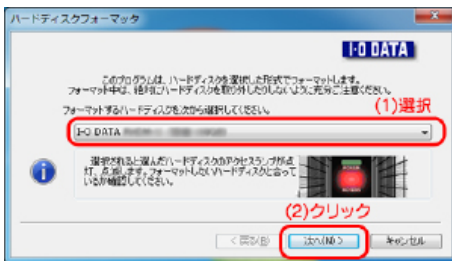 ハードディスクフォーマッタ
I-O DATA
このプログラムは、ハードディスクを選択した形式でフォーマットします。
フォーマット中は、絶対にハードディスクを取り外したりしないように充分ご注意ください。
フォーマットするハードディスクを次から選択してください。
(1)選択
I-O DATA
選択されると選んだハードディスクのアクセスランプが点
灯、点滅します。フォーマットしたいハードディスクと合って
いるか確認してください。
(2)クリック
< 戻る(B)
次へ(N) >
キャンセル